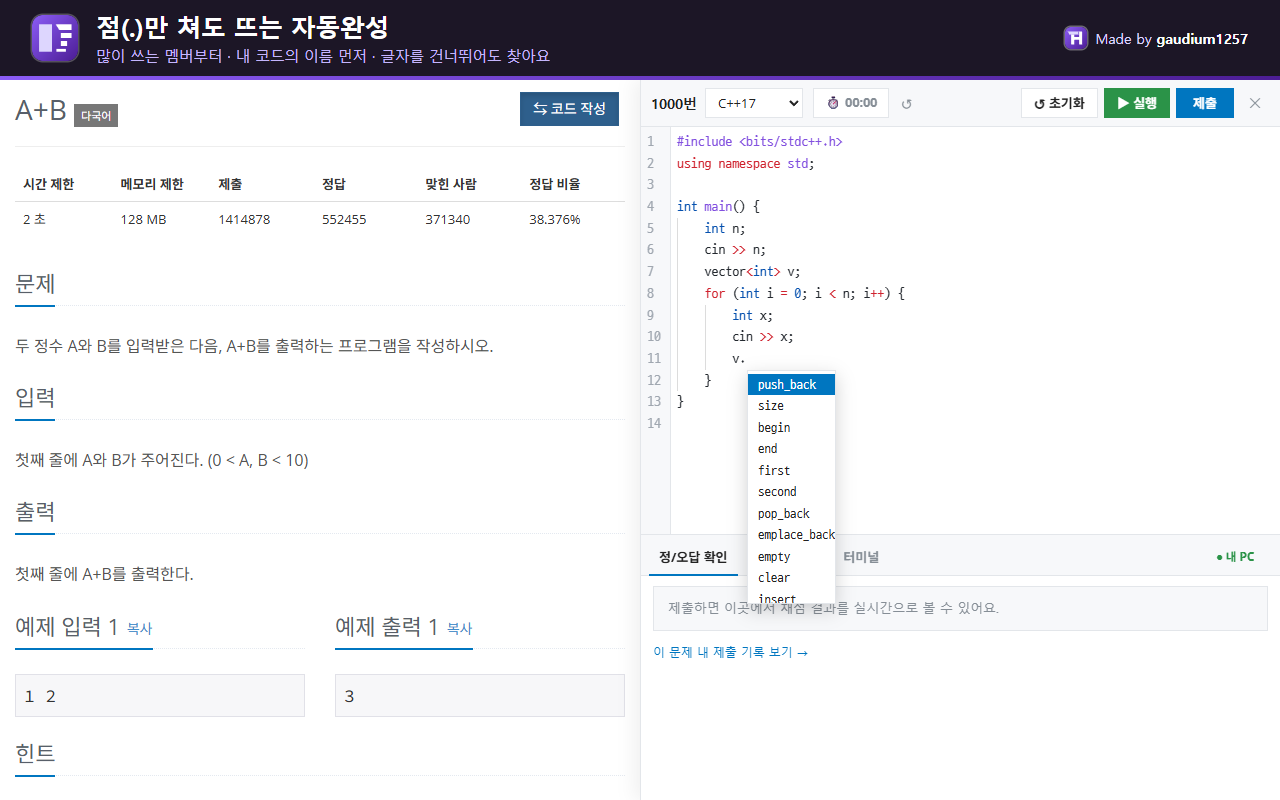 점(.)만 쳐도 뜨는 자동완성
많이 쓰는 멤버부터 · 내 코드의 이름 먼저 · 글자를 건너뛰어도 찾아요
Made by gaudium1257
A+B 다국어
⇆ 코드 작성
시간 제한 메모리 제한 제출 정답 맞힌 사람 정답 비율
2 초 128 MB 1414878 552455 371340 38.376%
문제
두 정수 A와 B를 입력받은 다음, A+B를 출력하는 프로그램을 작성하시오.
입력
첫째 줄에 A와 B가 주어진다. (0 < A, B < 10)
출력
첫째 줄에 A+B를 출력한다.
예제 입력 1 복사
1 2
예제 출력 1 복사
3
힌트
1000번 C++17 00:00 ↺ ↺ 초기화 ▶ 실행 제출 ×
1 #include <bits/stdc++.h>
2 using namespace std;
3
4 int main() {
5 int n;
6 cin >> n;
7 vector<int> v;
8 for (int i = 0; i < n; i++) {
9 int x;
10 cin >> x;
11 v.
12 }
13 }
14
push_back
size
begin
end
first
second
pop_back
emplace_back
empty
clear
insert
정/오답 확인 터미널 ● 내 PC
제출하면 이곳에서 채점 결과를 실시간으로 볼 수 있어요.
이 문제 내 제출 기록 보기 →